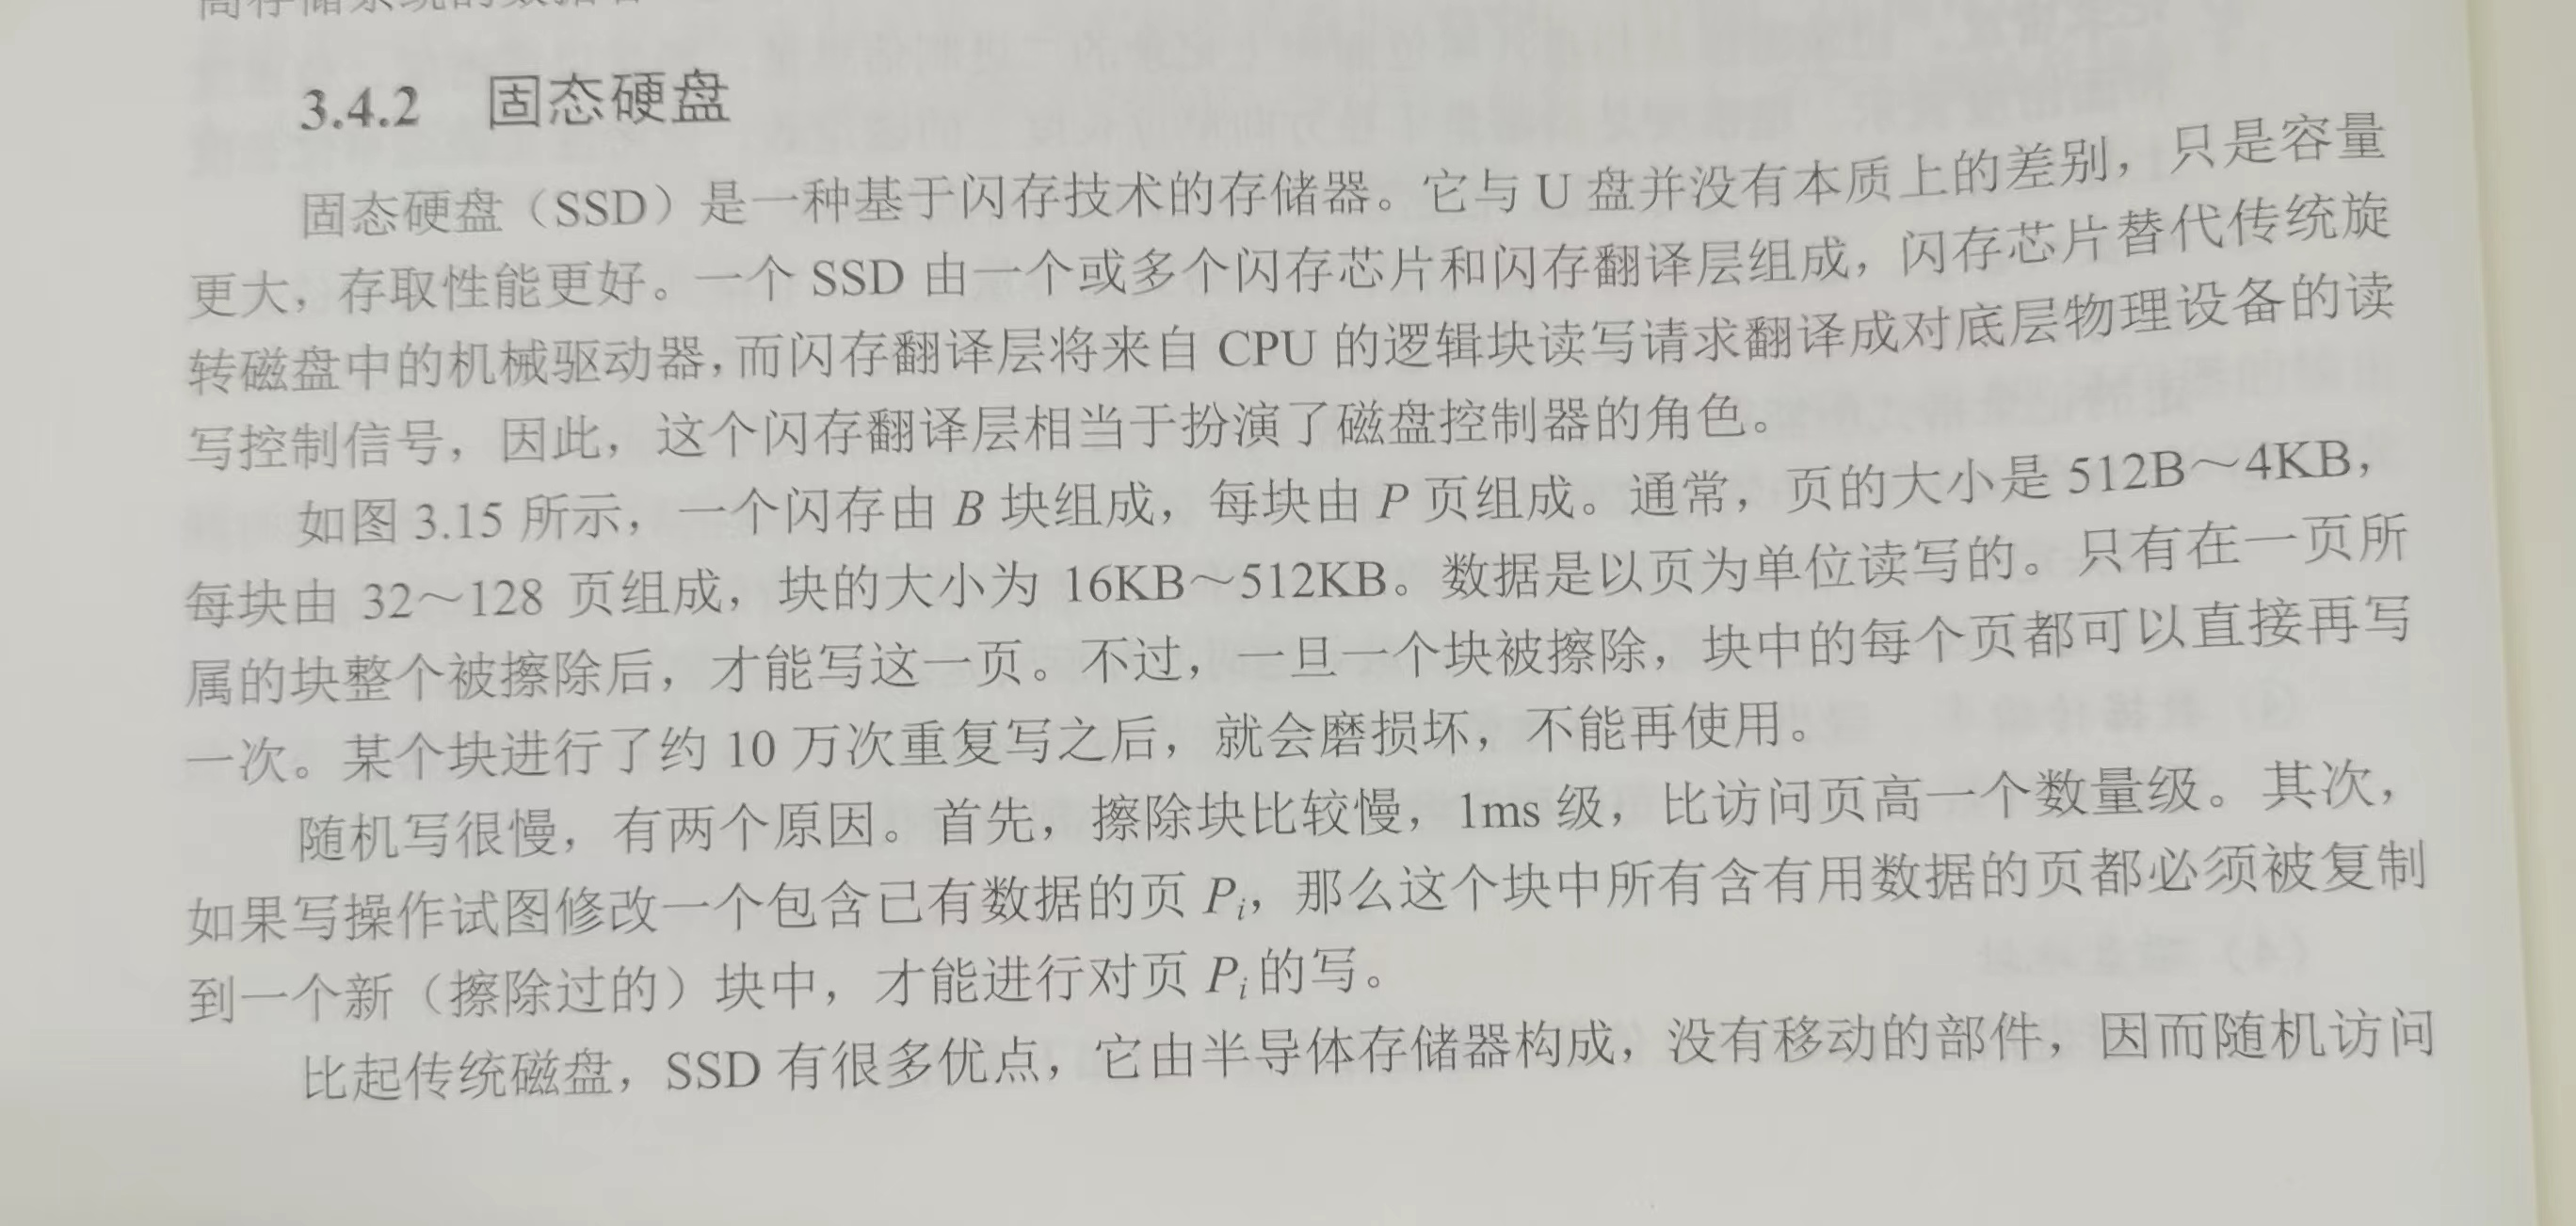 高存储系统的数据
3.4.2 固态硬盘
固态硬盘（SSD）是一种基于闪存技术的存储器。它与 U 盘并没有本质上的差别，只是容量
更大，存取性能更好。一个 SSD 由一个或多个闪存芯片和闪存翻译层组成，闪存芯片替代传统旋
转磁盘中的机械驱动器，而闪存翻译层将来自 CPU 的逻辑块读写请求翻译成对底层物理设备的读
写控制信号，因此，这个闪存翻译层相当于扮演了磁盘控制器的角色。
如图 3.15 所示，一个闪存由 B 块组成，每块由 P 页组成。通常，页的大小是 512B～4KB，
每块由 32～128 页组成，块的大小为 16KB～512KB。数据是以页为单位读写的。只有在一页所
属的块整个被擦除后，才能写这一页。不过，一旦一个块被擦除，块中的每个页都可以直接再写
一次。某个块进行了约 10 万次重复写之后，就会磨损坏，不能再使用。
随机写很慢，有两个原因。首先，擦除块比较慢，1ms 级，比访问页高一个数量级。其次，
如果写操作试图修改一个包含已有数据的页 Pi，那么这个块中所有含有用数据的页都必须被复制
到一个新（擦除过的）块中，才能进行对页 Pi 的写。
比起传统磁盘，SSD 有很多优点，它由半导体存储器构成，没有移动的部件，因而随机访问